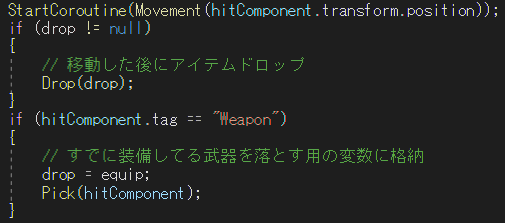 StartCoroutine(Movement(hitComponent.transform.position));
if (drop != null)
{
// 移動した後にアイテムドロップ
Drop(drop);
}
if (hitComponent.tag == "Weapon")
{
// すでに装備してる武器を落とす用の変数に格納
drop = equip;
Pick(hitComponent);
}